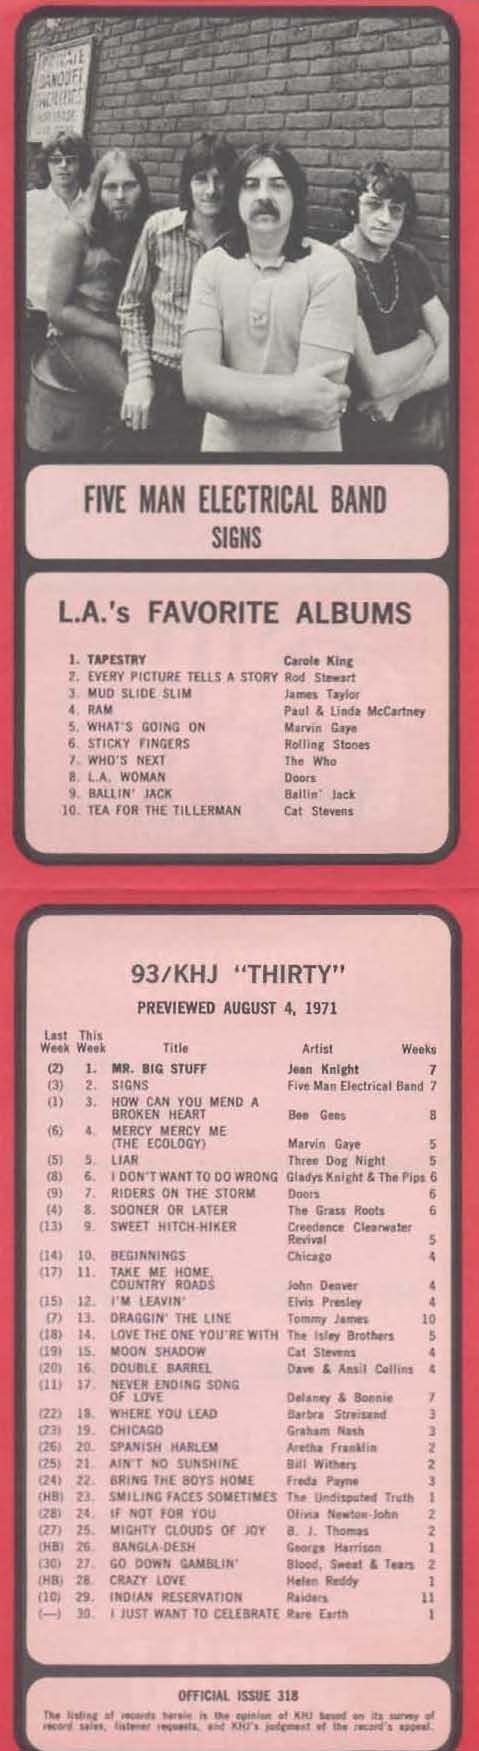 PRIVATE
BANQUET
FACILITIES
FIVE MAN ELECTRICAL BAND
SIGNS
L.A.'s FAVORITE ALBUMS
1. TAPESTRY Carole King
2. EVERY PICTURE TELLS A STORY Rod Stewart
3. MUD SLIDE SLIM James Taylor
4. RAM Paul & Linda McCartney
5. WHAT'S GOING ON Marvin Gaye
6. STICKY FINGERS Rolling Stones
7. WHO'S NEXT The Who
8. L.A. WOMAN Doors
9. BALLIN' JACK Ballin' Jack
10. TEA FOR THE TILLERMAN Cat Stevens
93/KHJ "THIRTY"
PREVIEWED AUGUST 4, 1971
Last This
Week Week Title Artist Weeks
(2) 1. MR. BIG STUFF Jean Knight 7
(3) 2. SIGNS Five Man Electrical Band 7
(1) 3. HOW CAN YOU MEND A
BROKEN HEART Bee Gees 8
(6) 4. MERCY MERCY ME
(THE ECOLOGY) Marvin Gaye 5
(5) 5. LIAR Three Dog Night 5
(8) 6. I DON'T WANT TO DO WRONG Gladys Knight & The Pips 6
(9) 7. RIDERS ON THE STORM Doors 6
(4) 8. SOONER OR LATER The Grass Roots 6
(13) 9. SWEET HITCH-HIKER Creedence Clearwater
Revival 5
(14) 10. BEGINNINGS Chicago 4
(17) 11. TAKE ME HOME,
COUNTRY ROADS John Denver 4
(15) 12. I'M LEAVIN' Elvis Presley 4
(7) 13. DRAGGIN' THE LINE Tommy James 10
(18) 14. LOVE THE ONE YOU'RE WITH The Isley Brothers 5
(19) 15. MOON SHADOW Cat Stevens 4
(20) 16. DOUBLE BARREL Dave & Ansil Collins 4
(11) 17. NEVER ENDING SONG
OF LOVE Delaney & Bonnie 7
(22) 18. WHERE YOU LEAD Barbra Streisand 3
(23) 19. CHICAGO Graham Nash 3
(26) 20. SPANISH HARLEM Aretha Franklin 2
(25) 21. AIN'T NO SUNSHINE Bill Withers 2
(24) 22. BRING THE BOYS HOME Freda Payne 3
(HB) 23. SMILING FACES SOMETIMES The Undisputed Truth 1
(28) 24. IF NOT FOR YOU Olivia Newton-John 2
(27) 25. MIGHTY CLOUDS OF JOY B. J. Thomas 2
(HB) 26. BANGLA-DESH George Harrison 1
(30) 27. GO DOWN GAMBLIN' Blood, Sweat & Tears 2
(HB) 28. CRAZY LOVE Helen Reddy 1
(10) 29. INDIAN RESERVATION Raiders 11
(—) 30. I JUST WANT TO CELEBRATE Rare Earth 1
OFFICIAL ISSUE 318
The listing of records herein is the opinion of KHJ based on its survey of
record sales, listener requests, and KHJ's judgment of the record's appeal.